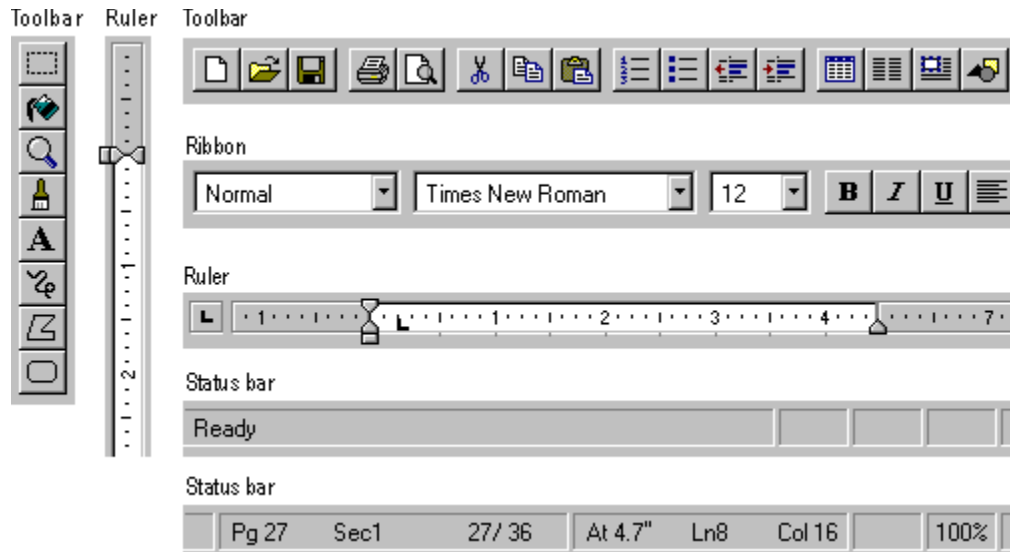 Toolbar Ruler Toolbar
Ribbon
Normal Times New Roman 12 B I U
A
Ruler
L 1 1 2 3 4 7
2
Status bar
Ready
Status bar
Pg 27 Sec1 27/ 36 At 4.7" Ln8 Col 16 100%